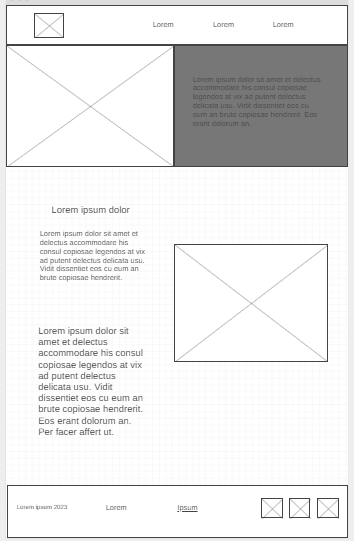 Lorem Lorem Lorem
Lorem ipsum dolor sit amet ei delectus
accommodare his consul copiosae
legendos at vix ad putent delectus
delicata usu. Vidit dissentiet eos cu
eum an brute copiosae hendrerit. Eos
erant dolorum an.
Lorem ipsum dolor
Lorem ipsum dolor sit amet et
delectus accommodare his
consul copiosae legendos at vix
ad putent delectus delicata usu.
Vidit dissentiet eos cu eum an
brute copiosae hendrerit.
Lorem ipsum dolor sit
amet et delectus
accommodare his consul
copiosae legendos at vix
ad putent delectus
delicata usu. Vidit
dissentiet eos cu eum an
brute copiosae hendrerit.
Eos erant dolorum an.
Per facer affert ut.
Lorem ipsum 2023
Lorem
Ipsum